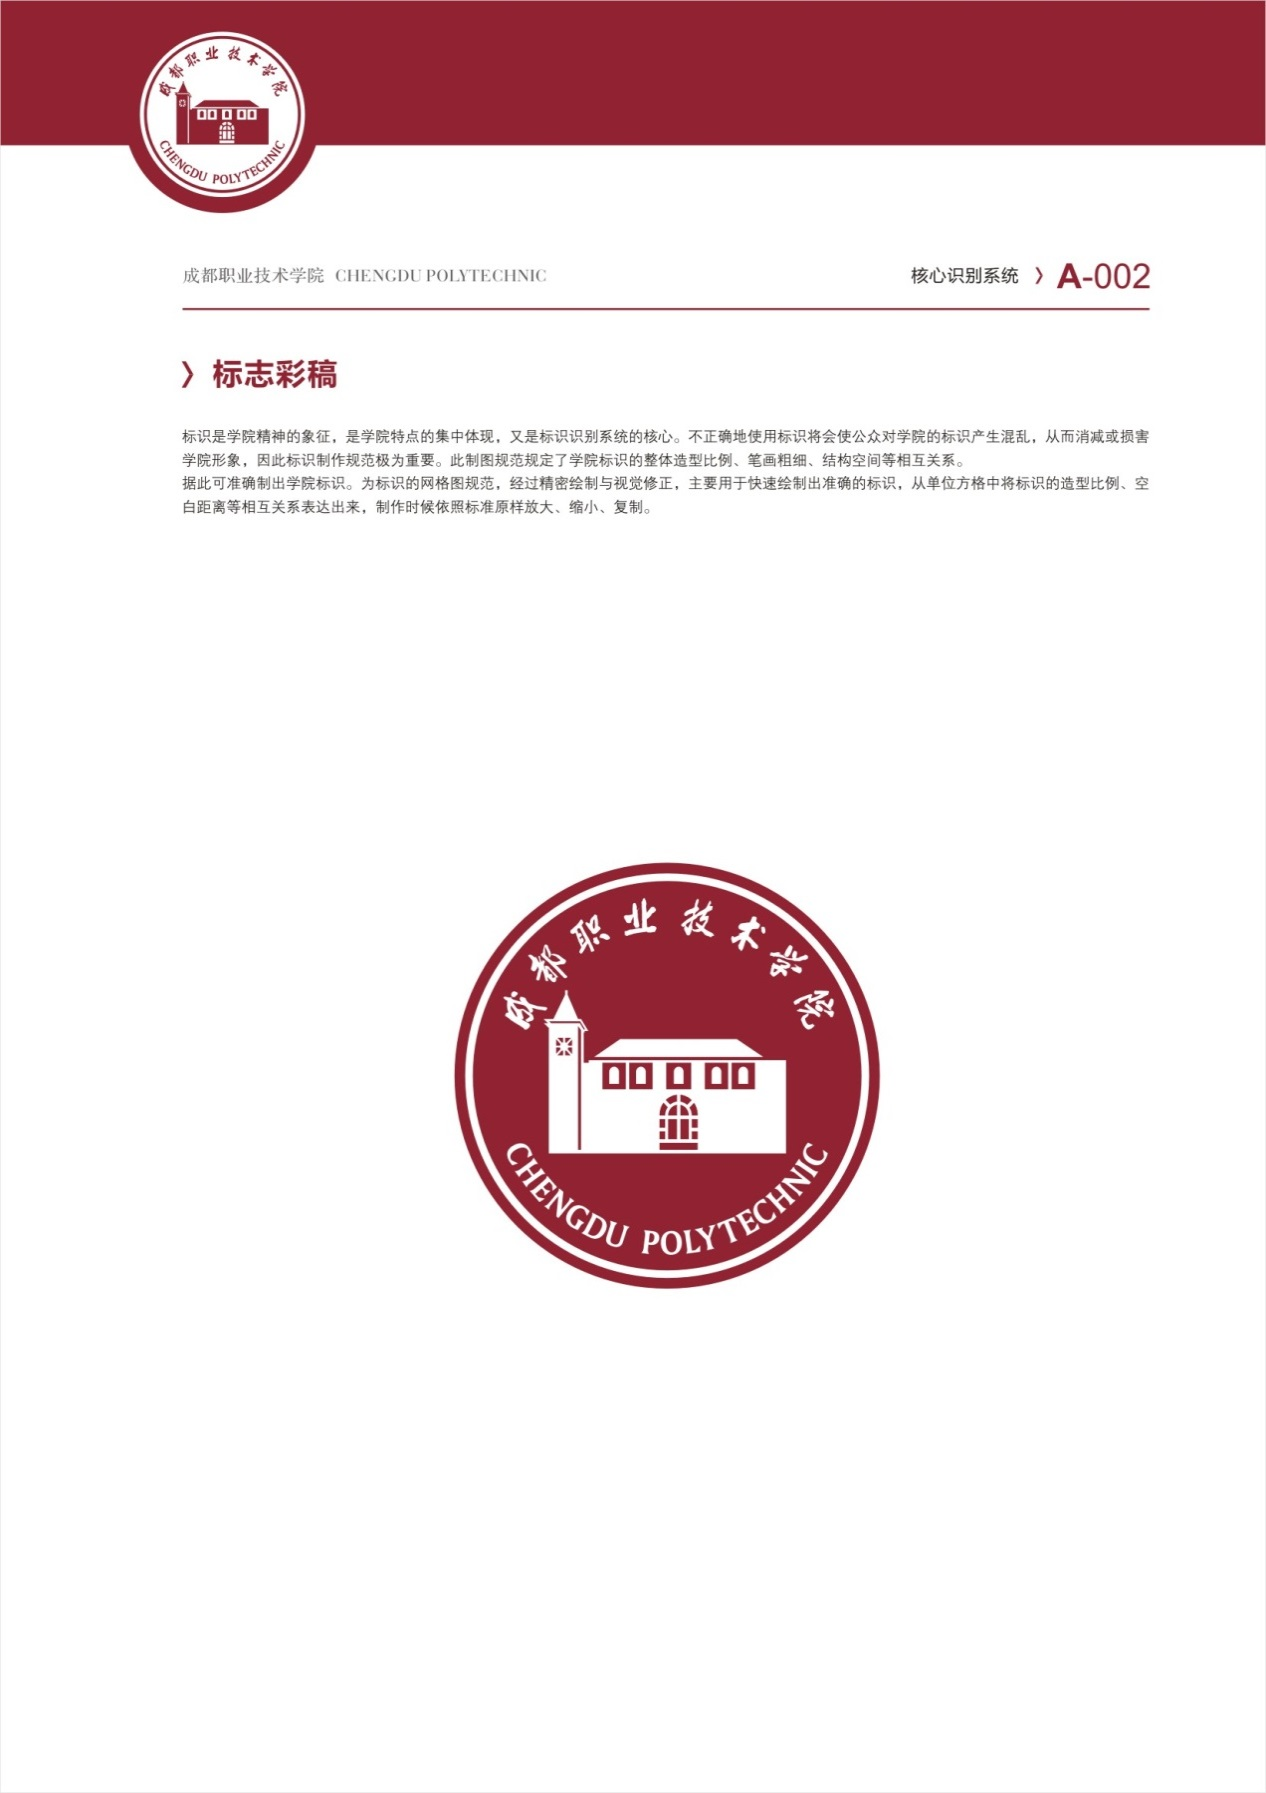 成都职业技术学院
CHENGDU POLYTECHNIC
成都职业技术学院 CHENGDU POLYTECHNIC
核心识别系统 〉 A-002
〉 标志彩稿
标识是学院精神的象征，是学院特点的集中体现，又是标识识别系统的核心。不正确地使用标识将会使公众对学院的标识产生混乱，从而消减或损害
学院形象，因此标识制作规范极为重要。此制图规范规定了学院标识的整体造型比例、笔画粗细、结构空间等相互关系。
据此可准确制出学院标识。为标识的网格图规范，经过精密绘制与视觉修正，主要用于快速绘制出准确的标识，从单位方格中将标识的造型比例、空
白距离等相互关系表达出来，制作时候依照标准原样放大、缩小、复制。
成都职业技术学院
CHENGDU POLYTECHNIC